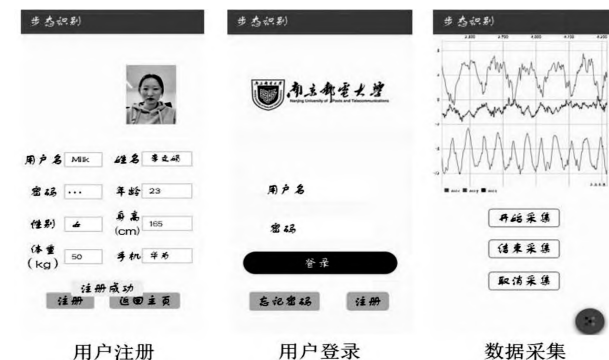 步态识别
用户名 Milk 姓名
密码 ... 年龄 23
性别 女 身高(cm) 165
体重(kg) 50 手机 华为
注册成功
注册 返回主页
用户注册
步态识别
南京邮电大学
Nanjing University of Posts and Telecommunications
用户名
密码
登录
忘记密码 注册
用户登录
步态识别
开始采集
结束采集
取消采集
数据采集